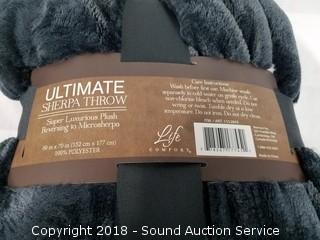 ULTIMATE
SHERPA THROW
Super Luxurious Plush
Reversing to Microsherpa
60 in x 70 in (152 cm x 177 cm)
100% POLYESTER
Care Instructions:
Wash before first use. Machine wash
separately in cold water on gentle cycle. Use
non-chlorine bleach when needed. Do not
wring or twist. Tumble dry in a low
temperature. Do not iron. Do not dry clean.
Life
COMFORT
Copyright 2018 - Sound Auction Service